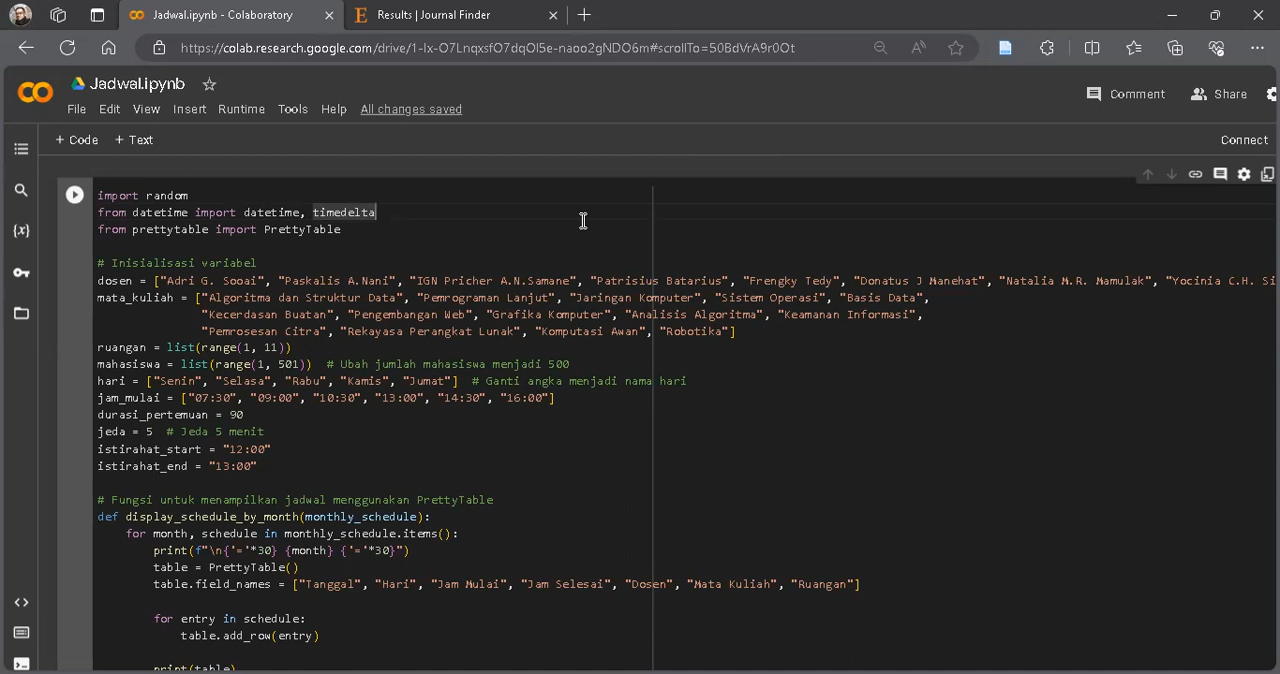 Jadwal.ipynb - Colaboratory
Results | Journal Finder
https://colab.research.google.com/drive/1-lx-O7LnqxsfO7dqOl5e-naoo2gNDO6m#scrollTo=50BdVrA9r0Ot
Jadwal.ipynb
Comment
Share
File Edit View Insert Runtime Tools Help All changes saved
+ Code + Text
Connect
import random
from datetime import datetime, timedelta
from prettytable import PrettyTable
# Inisialisasi variabel
dosen = ["Adri G. Sooai", "Paskalis A.Nani", "IGN Pricher A.N.Samane", "Patrisius Batarius", "Frengky Tedy", "Donatus J Manehat", "Natalia M.R. Mamulak", "Yocinia C.H. Si
mata_kuliah = ["Algoritma dan Struktur Data", "Pemrograman Lanjut", "Jaringan Komputer", "Sistem Operasi", "Basis Data",
"Kecerdasan Buatan", "Pengembangan Web", "Grafika Komputer", "Analisis Algoritma", "Keamanan Informasi",
"Pemrosesan Citra", "Rekayasa Perangkat Lunak", "Komputasi Awan", "Robotika"]
ruangan = list(range(1, 11))
mahasiswa = list(range(1, 501))  # Ubah jumlah mahasiswa menjadi 500
hari = ["Senin", "Selasa", "Rabu", "Kamis", "Jumat"]  # Ganti angka menjadi nama hari
jam_mulai = ["07:30", "09:00", "10:30", "13:00", "14:30", "16:00"]
durasi_pertemuan = 90
jeda = 5  # Jeda 5 menit
istirahat_start = "12:00"
istirahat_end = "13:00"
# Fungsi untuk menampilkan jadwal menggunakan PrettyTable
def display_schedule_by_month(monthly_schedule):
for month, schedule in monthly_schedule.items():
print(f"\n{'='*30} {month} {'='*30}")
table = PrettyTable()
table.field_names = ["Tanggal", "Hari", "Jam Mulai", "Jam Selesai", "Dosen", "Mata Kuliah", "Ruangan"]
for entry in schedule:
table.add_row(entry)
print(table)